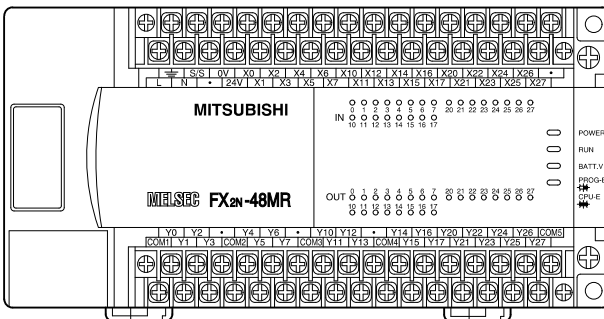 S/S 0V X0 X2 X4 X6 X10 X12 X14 X16 X20 X22 X24 X26 •
L N • 24V X1 X3 X5 X7 X11 X13 X15 X17 X21 X23 X25 X27
MITSUBISHI
0 1 2 3 4 5 6 7 20 21 22 23 24 25 26 27
IN
10 11 12 13 14 15 16 17
POWER
RUN
BATT.V
PROG-E
CPU-E
MELSEC FX2N-48MR
0 1 2 3 4 5 6 7 20 21 22 23 24 25 26 27
OUT
10 11 12 13 14 15 16 17
Y0 Y2 • Y4 Y6 • Y10 Y12 • Y14 Y16 Y20 Y22 Y24 Y26 COM5
COM1 Y1 Y3 COM2 Y5 Y7 COM3 Y11 Y13 COM4 Y15 Y17 Y21 Y23 Y25 Y27